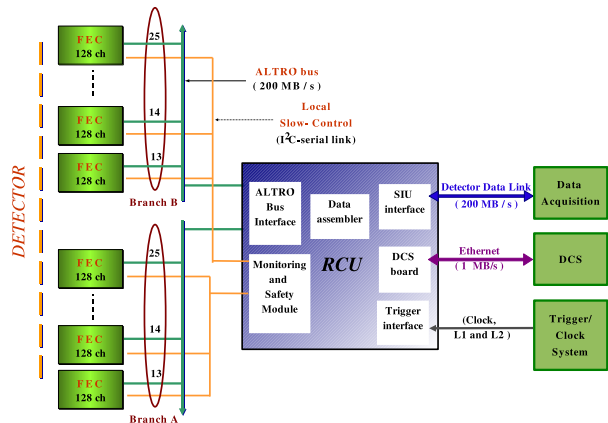 DETECTOR
FEC
128 ch
25
FEC
128 ch
14
FEC
128 ch
13
Branch B
ALTRO bus
( 200 MB / s )
Local
Slow- Control
(I²C-serial link)
FEC
128 ch
25
FEC
128 ch
14
FEC
128 ch
13
Branch A
ALTRO
Bus
Interface
Data
assembler
SIU
interface
RCU
Monitoring
and
Safety
Module
DCS
board
Trigger
interface
Detector Data Link
( 200 MB / s )
Ethernet
( 1 MB/s )
(Clock,
L1 and L2 )
Data
Acquisition
DCS
Trigger/
Clock
System